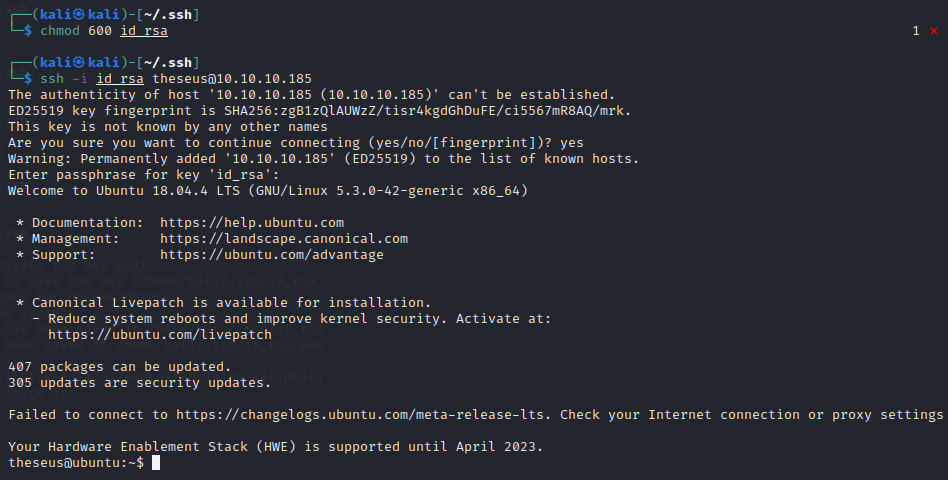 ┌──(kali㉿kali)-[~/.ssh]
└─$ chmod 600 id_rsa 1 ⨯
┌──(kali㉿kali)-[~/.ssh]
└─$ ssh -i id_rsa theseus@10.10.10.185
The authenticity of host '10.10.10.185 (10.10.10.185)' can't be established.
ED25519 key fingerprint is SHA256:zgB1zQlAUWzZ/tisr4kgdGhDuFE/ci5567mR8AQ/mrk.
This key is not known by any other names
Are you sure you want to continue connecting (yes/no/[fingerprint])? yes
Warning: Permanently added '10.10.10.185' (ED25519) to the list of known hosts.
Enter passphrase for key 'id_rsa':
Welcome to Ubuntu 18.04.4 LTS (GNU/Linux 5.3.0-42-generic x86_64)
* Documentation: https://help.ubuntu.com
* Management: https://landscape.canonical.com
* Support: https://ubuntu.com/advantage
* Canonical Livepatch is available for installation.
- Reduce system reboots and improve kernel security. Activate at:
https://ubuntu.com/livepatch
407 packages can be updated.
305 updates are security updates.
Failed to connect to https://changelogs.ubuntu.com/meta-release-lts. Check your Internet connection or proxy settings
Your Hardware Enablement Stack (HWE) is supported until April 2023.
theseus@ubuntu:~$